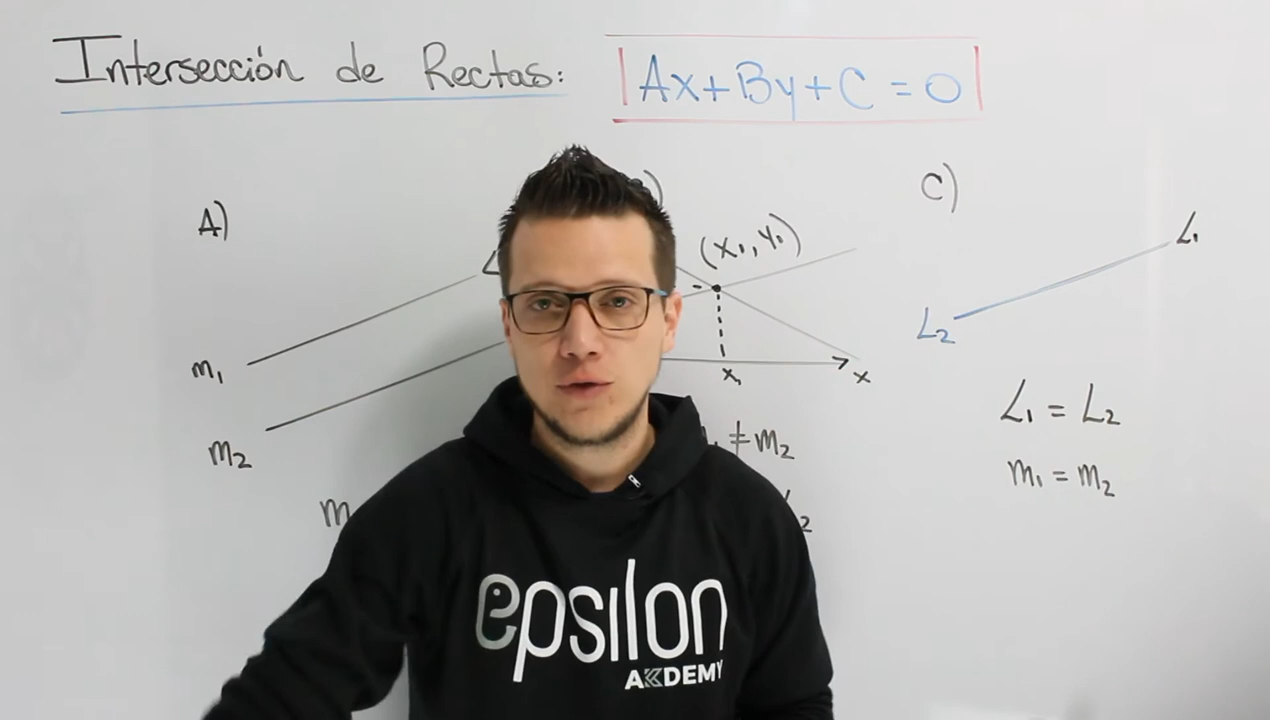 Intersección de Rectas: Ax+By+C=0
A)
)
C)
L
(x₁,y₁)
L₁
m₁
x₁
x
L₂
m₂
≠m₂
L₁=L₂
m₁=m₂
m
₂
epsilon
AKDEMY